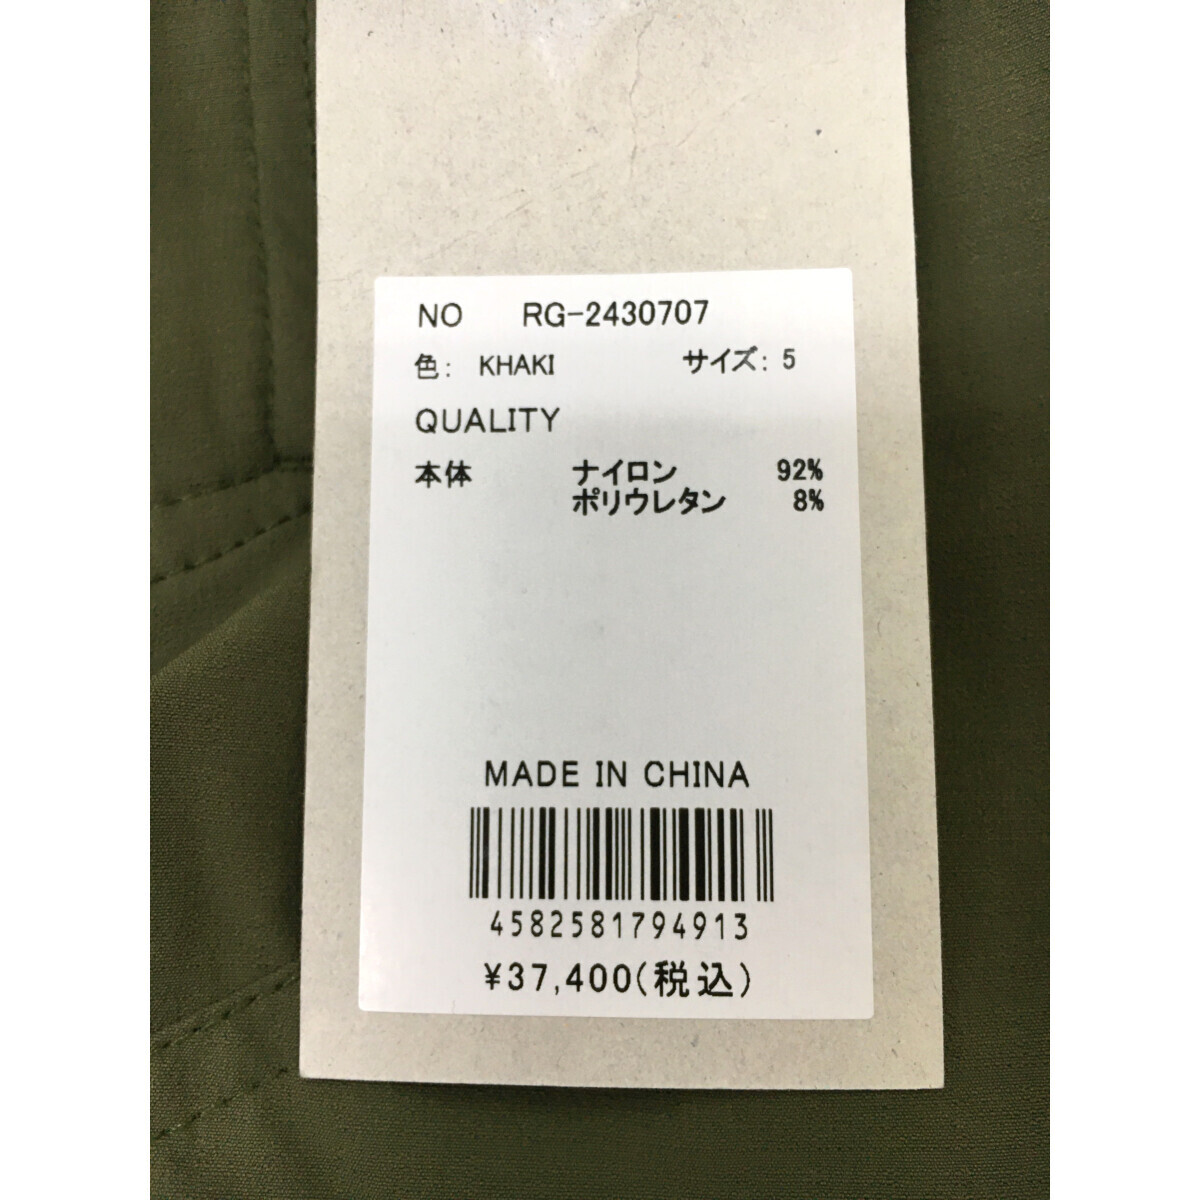 NO RG-2430707
色: KHAKI サイズ: 5
QUALITY
本体 ナイロン 92%
ポリウレタン 8%
MADE IN CHINA
4582581794913
¥37,400(税込)